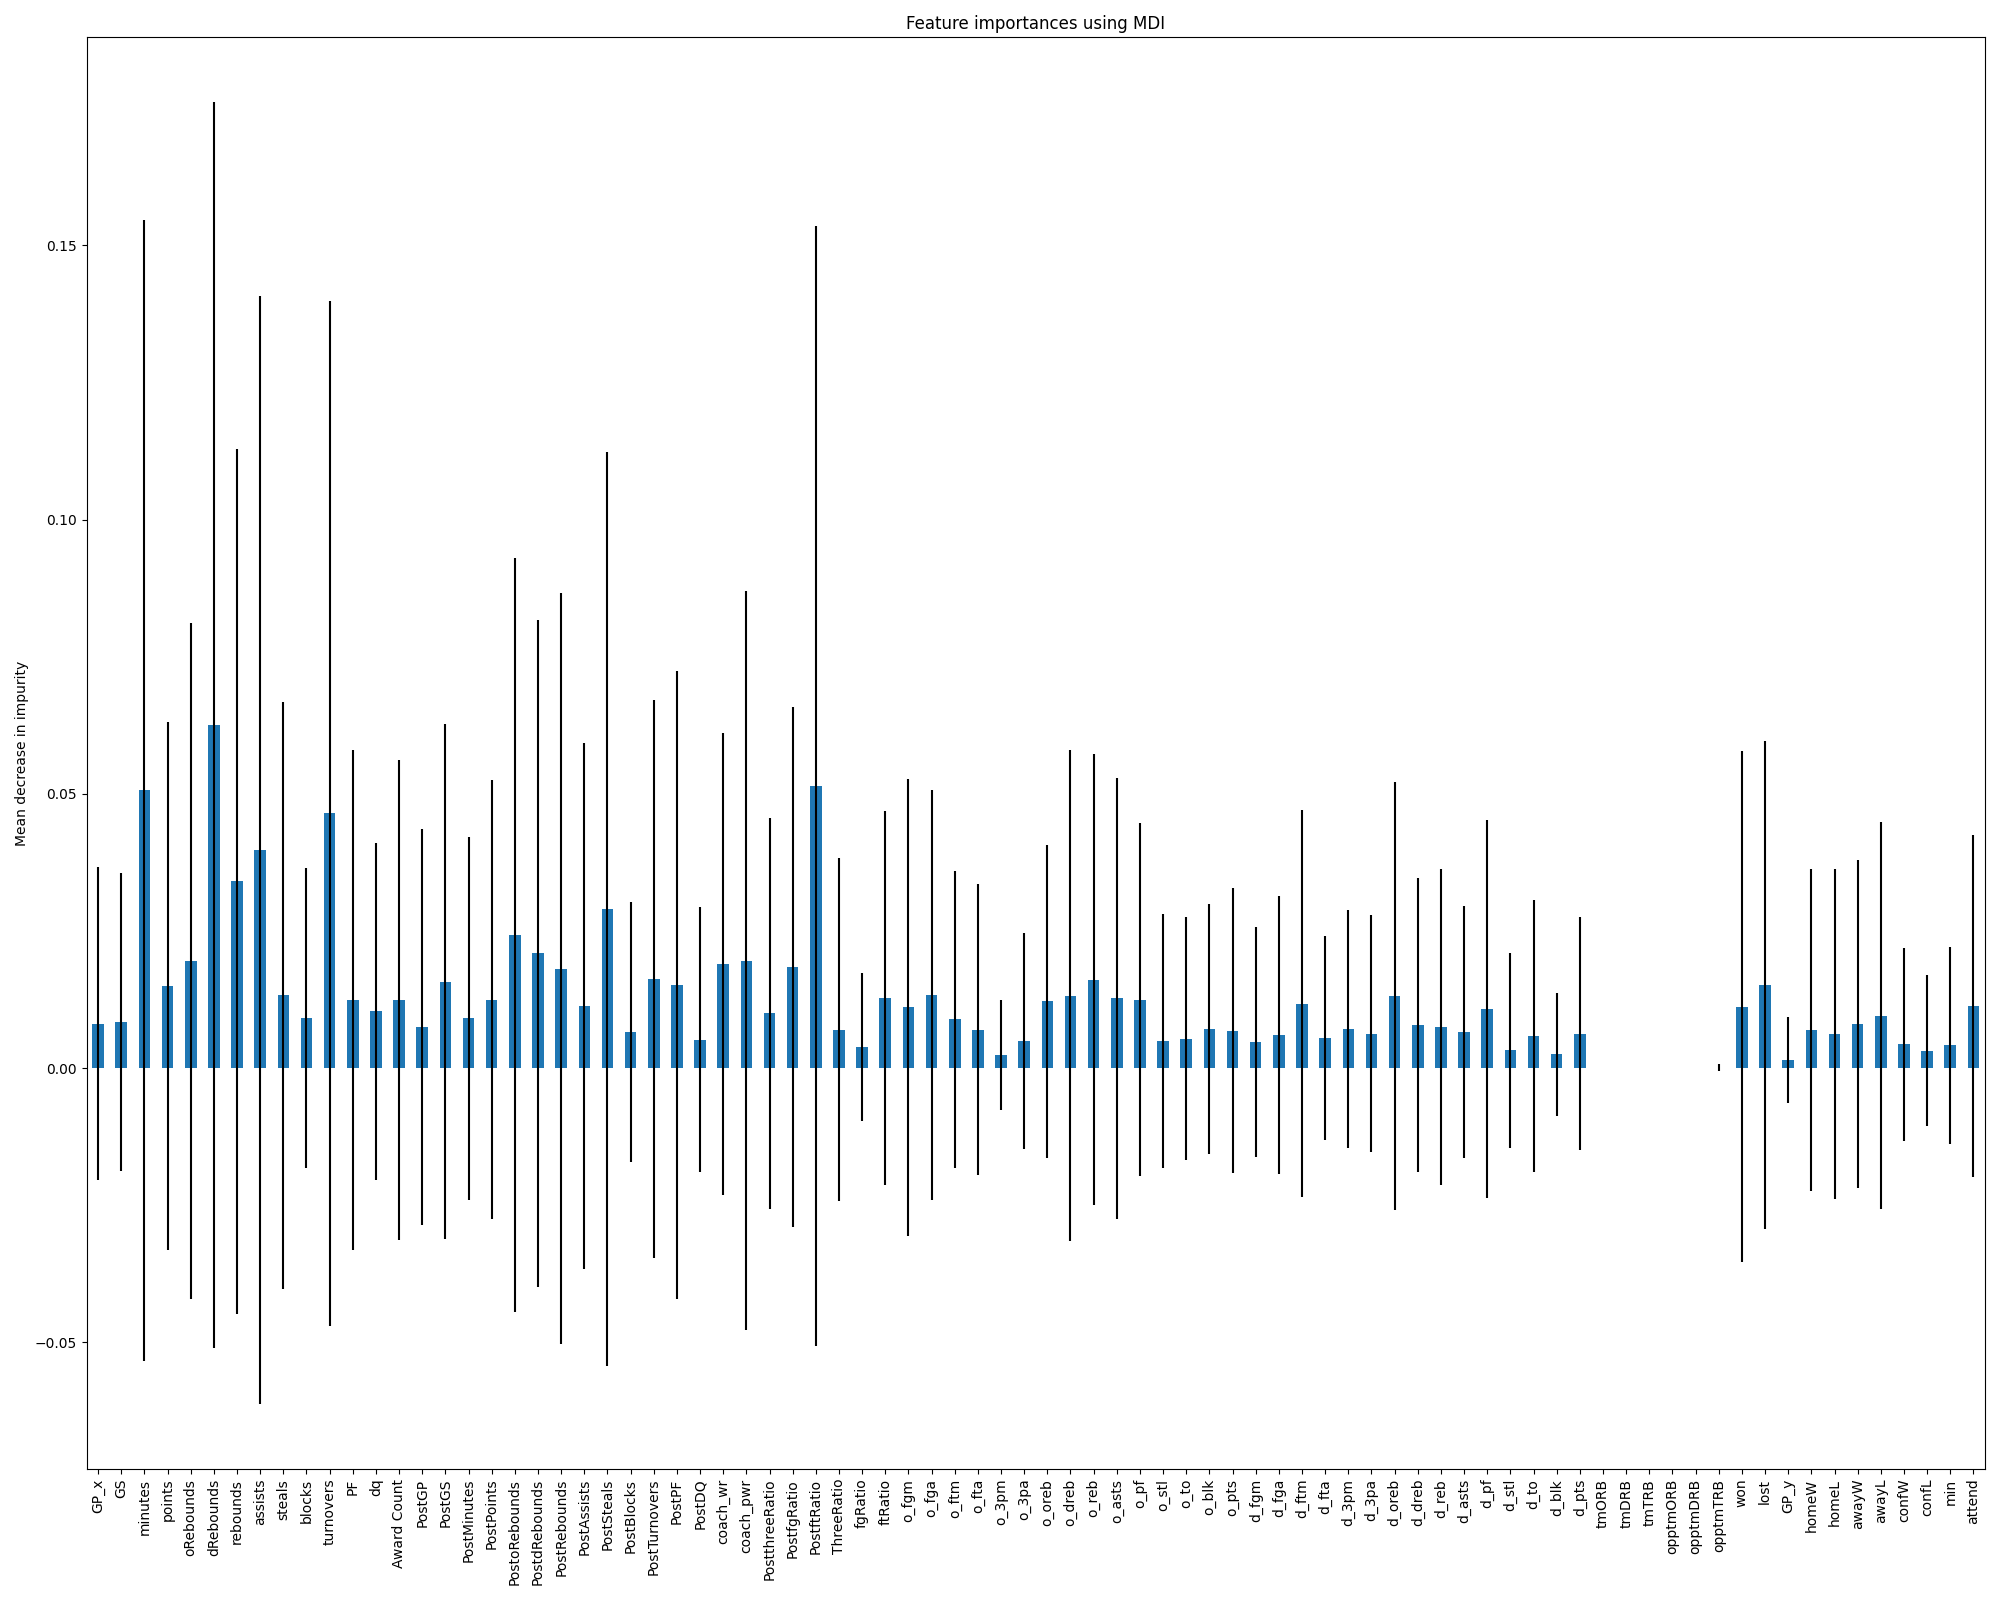 Feature importances using MDI
Mean decrease in impurity
0.15
0.10
0.05
0.00
−0.05
GP_x
GS
minutes
points
oRebounds
dRebounds
rebounds
assists
steals
blocks
turnovers
PF
dq
Award Count
PostGP
PostGS
PostMinutes
PostPoints
PostoRebounds
PostdRebounds
PostRebounds
PostAssists
PostSteals
PostBlocks
PostTurnovers
PostPF
PostDQ
coach_wr
coach_pwr
PostthreeRatio
PostfgRatio
PostftRatio
ThreeRatio
fgRatio
ftRatio
o_fgm
o_fga
o_ftm
o_fta
o_3pm
o_3pa
o_oreb
o_dreb
o_reb
o_asts
o_pf
o_stl
o_to
o_blk
o_pts
d_fgm
d_fga
d_ftm
d_fta
d_3pm
d_3pa
d_oreb
d_dreb
d_reb
d_asts
d_pf
d_stl
d_to
d_blk
d_pts
tmORB
tmDRB
tmTRB
opptmORB
opptmDRB
opptmTRB
won
lost
GP_y
homeW
homeL
awayW
awayL
confW
confL
min
attend